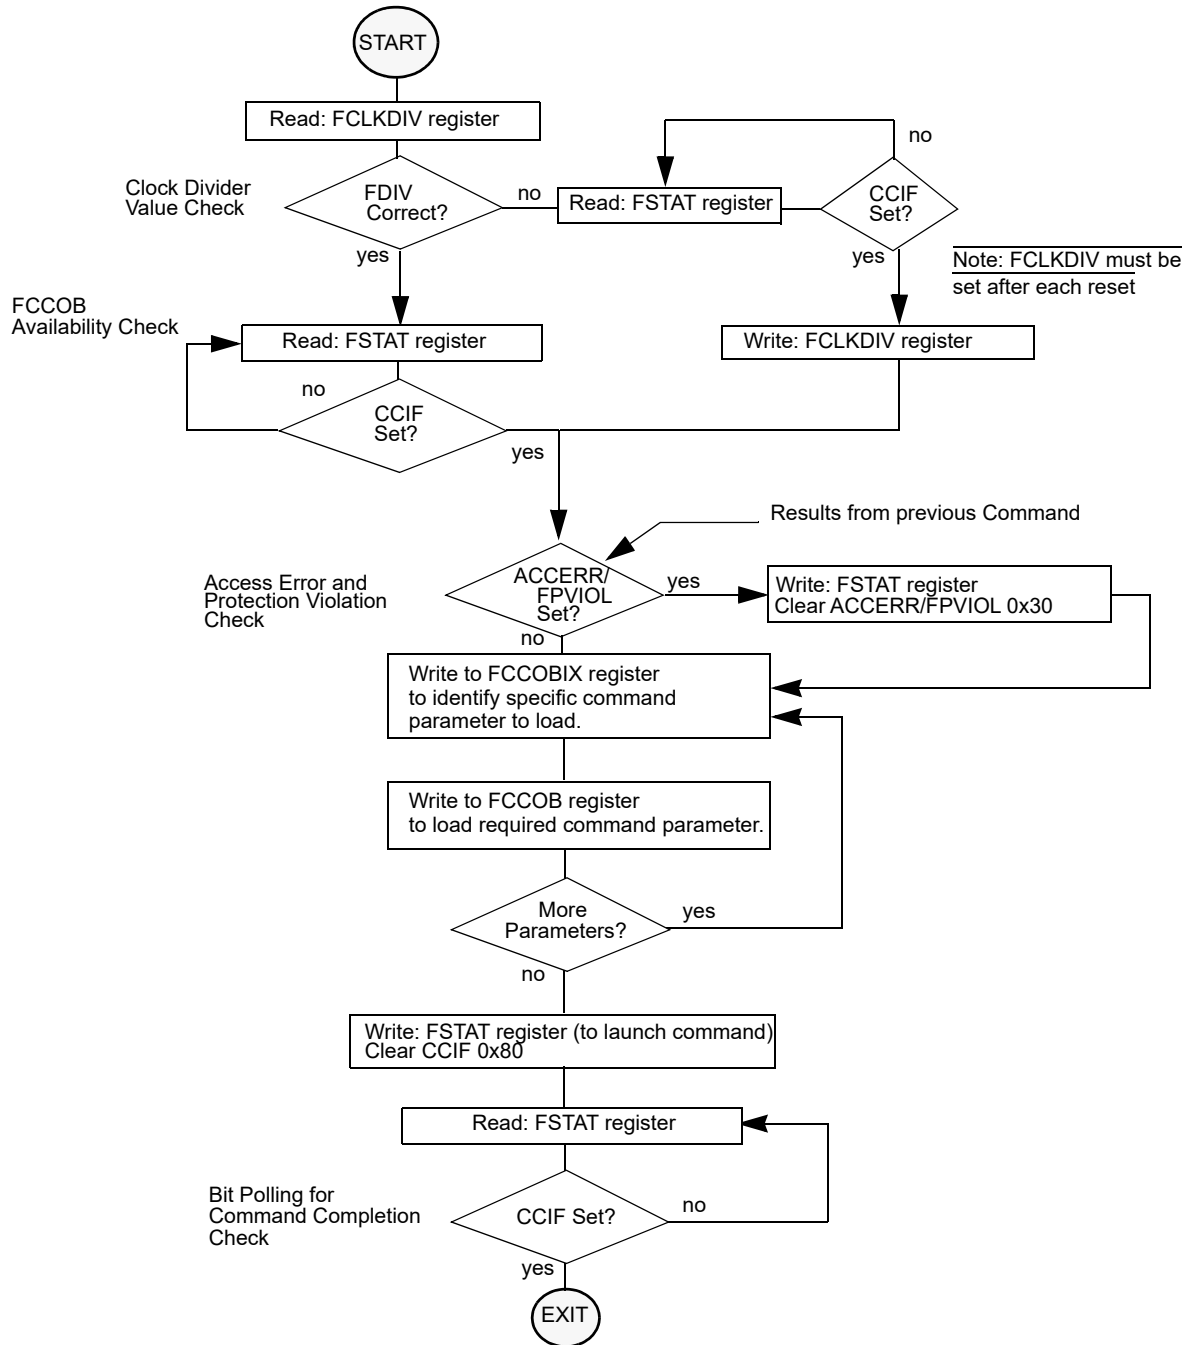 START
Read: FCLKDIV register
Clock Divider
Value Check
FDIV
Correct?
no
Read: FSTAT register
CCIF
Set?
no
yes
yes
Note: FCLKDIV must be
set after each reset
FCCOB
Availability Check
Read: FSTAT register
Write: FCLKDIV register
no
CCIF
Set?
yes
Results from previous Command
Access Error and
Protection Violation
Check
ACCERR/
FPVIOL
Set?
yes
Write: FSTAT register
Clear ACCERR/FPVIOL 0x30
no
Write to FCCOBIX register
to identify specific command
parameter to load.
Write to FCCOB register
to load required command parameter.
More
Parameters?
yes
no
Write: FSTAT register (to launch command)
Clear CCIF 0x80
Read: FSTAT register
Bit Polling for
Command Completion
Check
CCIF Set?
no
yes
EXIT